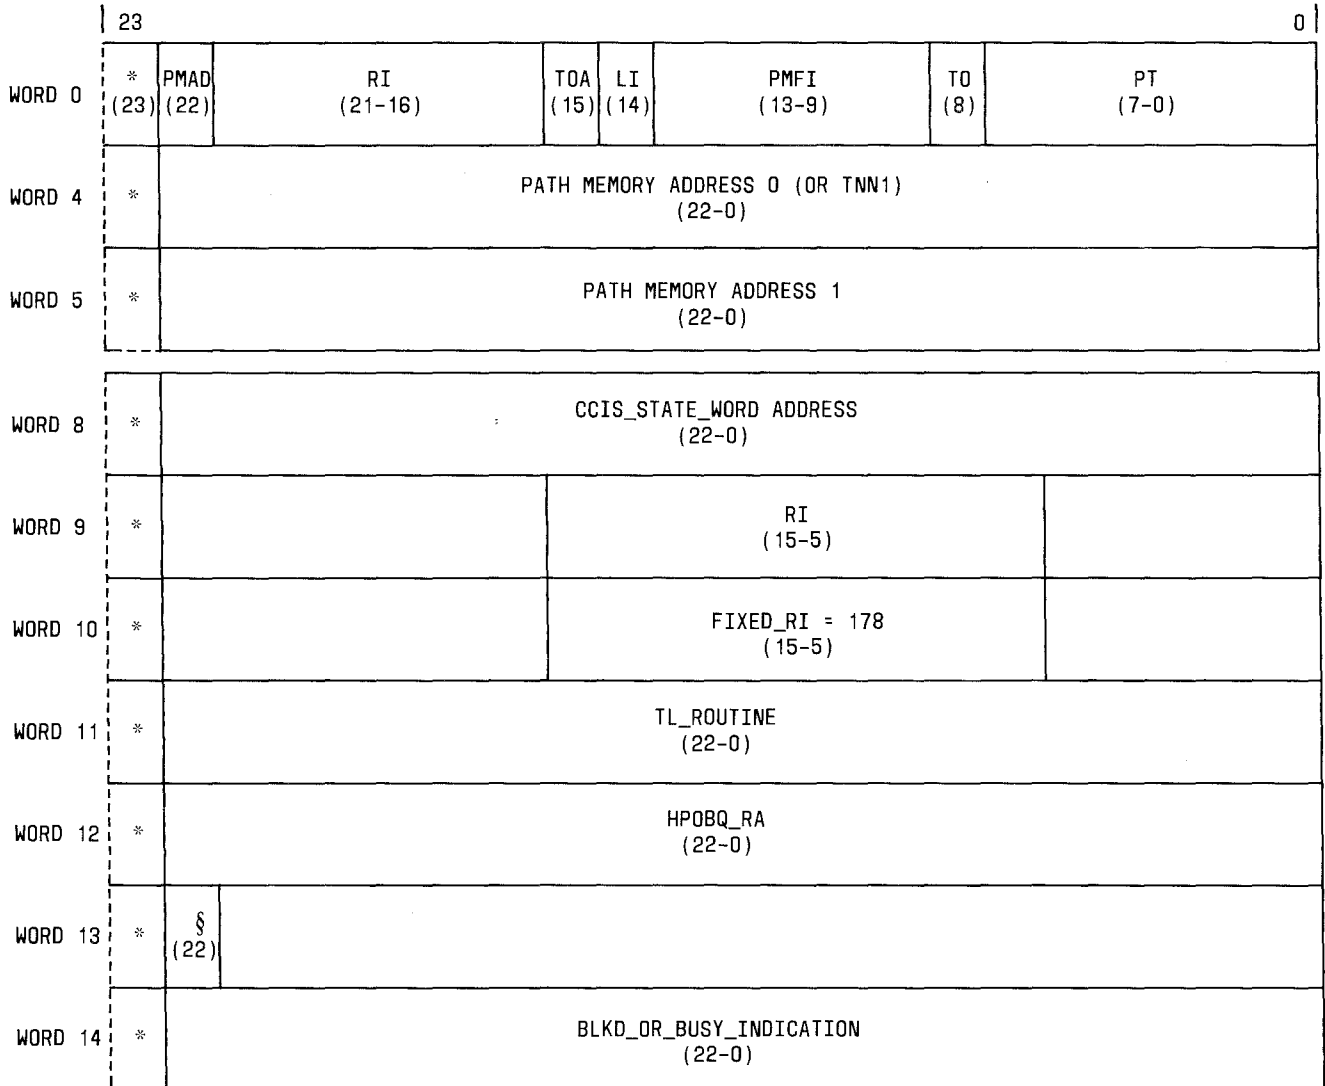 23 0
WORD 0 * (23) PMAD (22) RI (21-16) TOA (15) LI (14) PMFI (13-9) TO (8) PT (7-0)
WORD 4 * PATH MEMORY ADDRESS 0 (OR TNN1)
(22-0)
WORD 5 * PATH MEMORY ADDRESS 1
(22-0)
WORD 8 * CCIS_STATE_WORD ADDRESS
(22-0)
WORD 9 * RI
(15-5)
WORD 10 * FIXED_RI = 178
(15-5)
WORD 11 * TL_ROUTINE
(22-0)
WORD 12 * HPOBQ_RA
(22-0)
WORD 13 * §
(22)
WORD 14 * BLKD_OR_BUSY_INDICATION
(22-0)